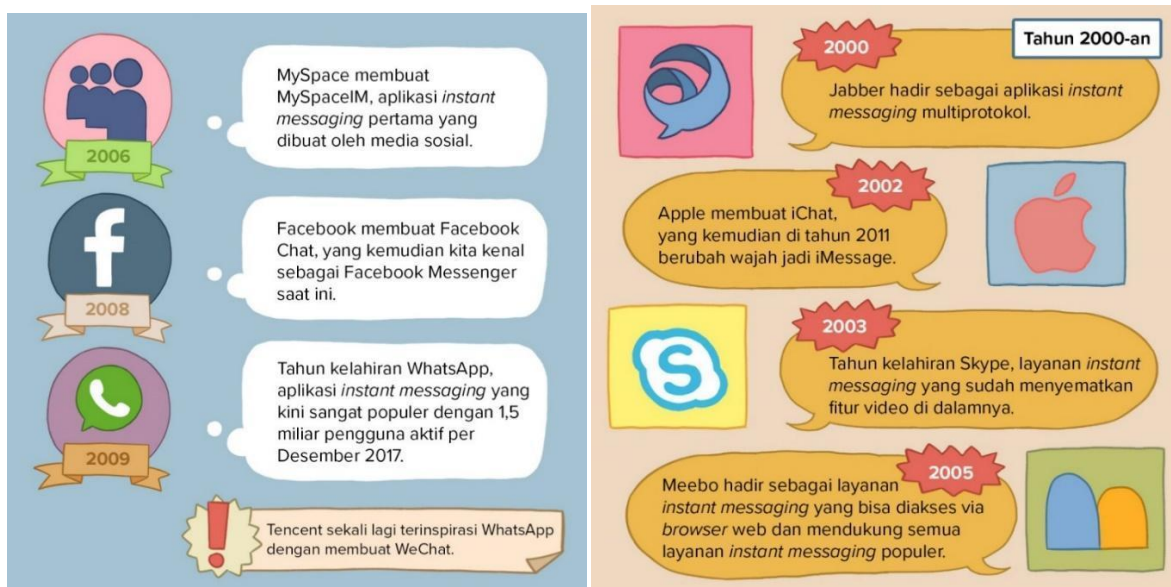 MySpace membuat
MySpaceIM, aplikasi instant
messaging pertama yang
dibuat oleh media sosial.
2006
Facebook membuat Facebook
Chat, yang kemudian kita kenal
sebagai Facebook Messenger
saat ini.
2008
Tahun kelahiran WhatsApp,
aplikasi instant messaging yang
kini sangat populer dengan 1,5
miliar pengguna aktif per
Desember 2017.
2009
Tencent sekali lagi terinspirasi WhatsApp
dengan membuat WeChat.
Tahun 2000-an
2000
Jabber hadir sebagai aplikasi instant
messaging multiprotokol.
2002
Apple membuat iChat,
yang kemudian di tahun 2011
berubah wajah jadi iMessage.
2003
Tahun kelahiran Skype, layanan instant
messaging yang sudah menyematkan
fitur video di dalamnya.
2005
Meebo hadir sebagai layanan
instant messaging yang bisa diakses via
browser web dan mendukung semua
layanan instant messaging populer.